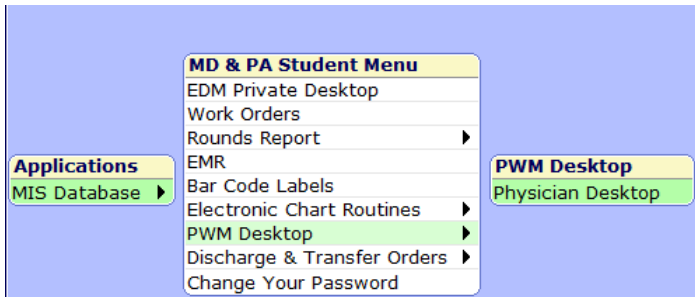 Applications
MIS Database
MD & PA Student Menu
EDM Private Desktop
Work Orders
Rounds Report
EMR
Bar Code Labels
Electronic Chart Routines
PWM Desktop
Discharge & Transfer Orders
Change Your Password
PWM Desktop
Physician Desktop